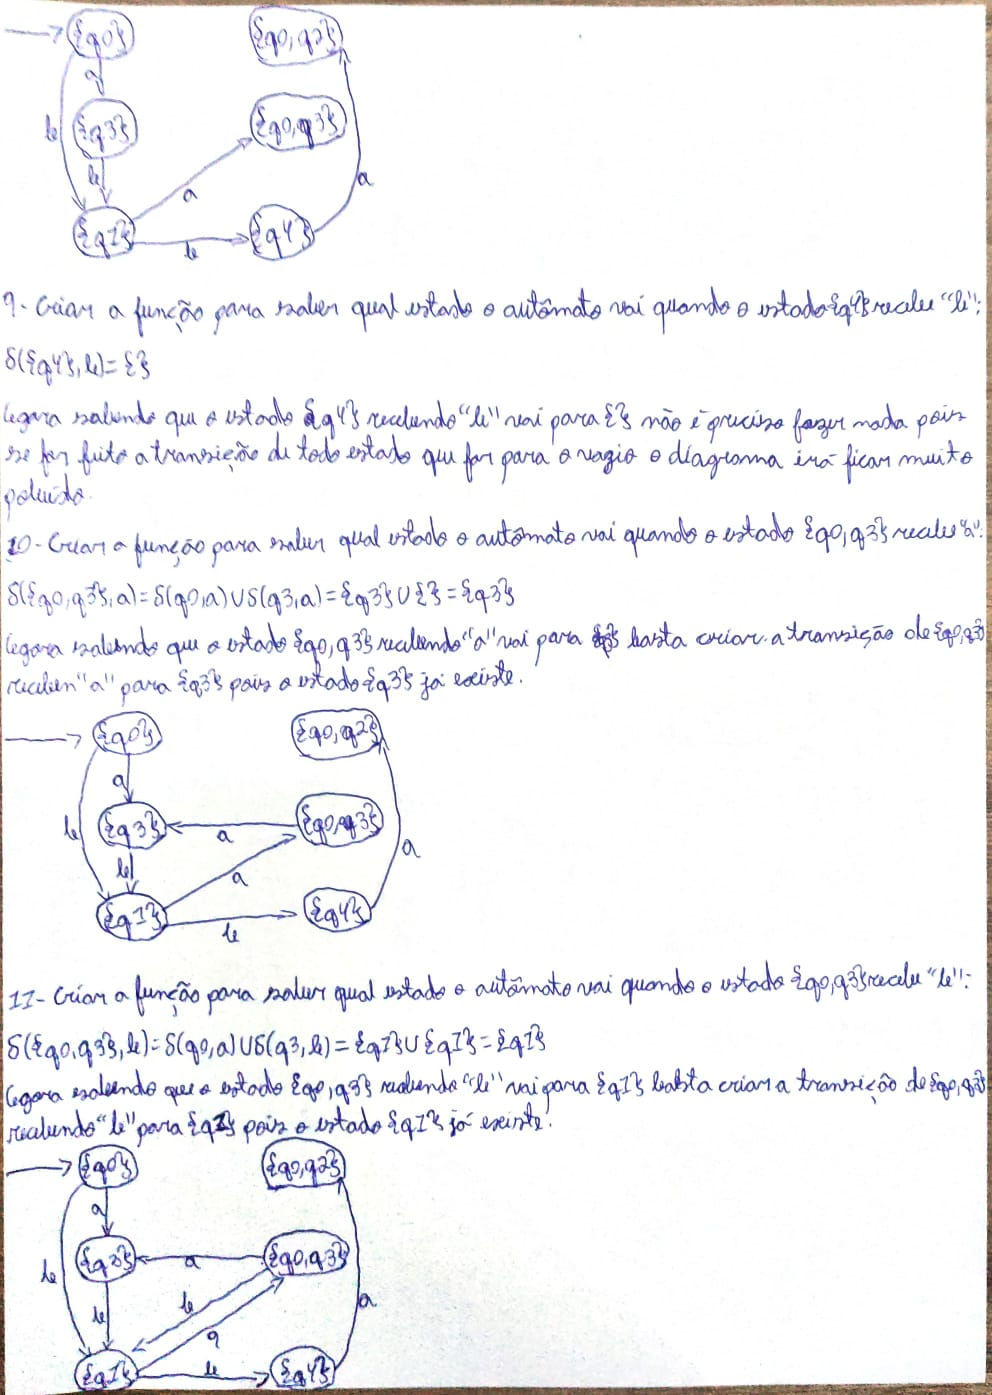 {q0} {q0,q2}
a
b {q3} {q0,q3}
b a a
{q1} b {q4}
9- Criar a função para saber qual estado o autômato vai quando o estado {q4} recebe "b":
δ({q4},b)={}
Agora sabendo que o estado {q4} recebendo "b" vai para {} não é preciso fazer nada pois
se for feito a transição de todo estado que for para o vazio o diagrama irá ficar muito
poluído.
10- Criar a função para saber qual estado o autômato vai quando o estado {q0,q3} recebe "a":
δ({q0,q3},a)=δ(q0,a)∪δ(q3,a)={q3}∪{}={q3}
Agora sabendo que o estado {q0,q3} recebendo "a" vai para basta criar a transição de {q0,q3}
receben "a" para {q3} pois o estado {q3} já existe.
{q0} {q0,q2}
a
b {q3} a {q0,q3}
b a a
{q1} b {q4}
11- Criar a função para saber qual estado o autômato vai quando o estado {q0,q3} recebe "b":
δ({q0,q3},b)=δ(q0,a)∪δ(q3,b)={q1}∪{q1}={q1}
Agora sabendo que o estado {q0,q3} recebendo "b" vai para {q1} basta criar a transição de {q0,q3}
recebendo "b" para {q1} pois o estado {q1} já existe.
{q0} {q0,q2}
a
b {q3} a {q0,q3}
b b a a
{q1} b {q4}